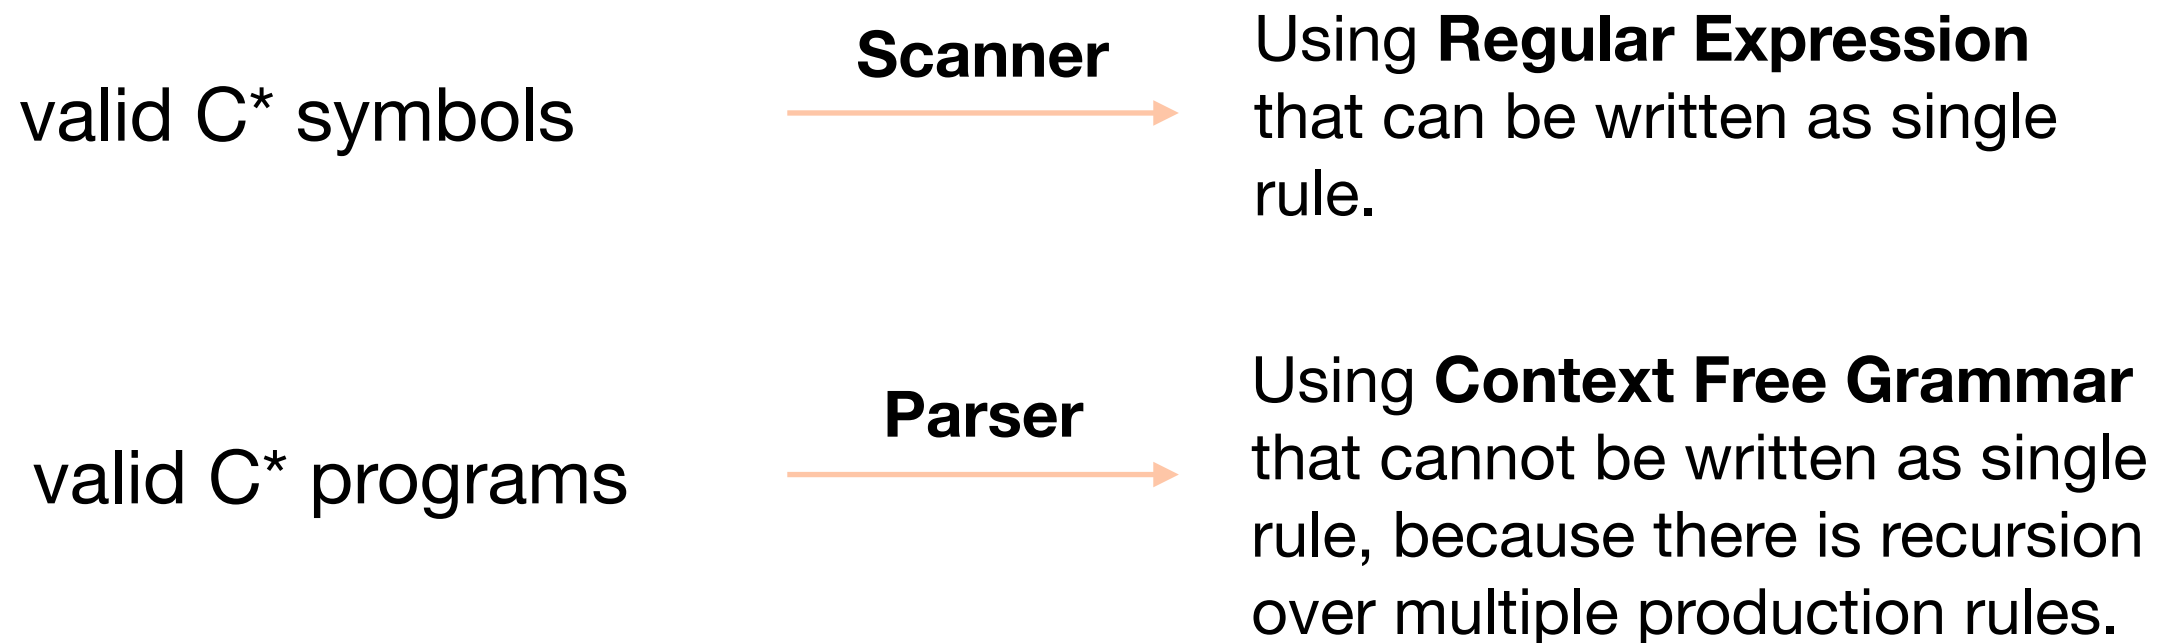 valid C* symbols
Scanner
Using Regular Expression
that can be written as single
rule.
valid C* programs
Parser
Using Context Free Grammar
that cannot be written as single
rule, because there is recursion
over multiple production rules.